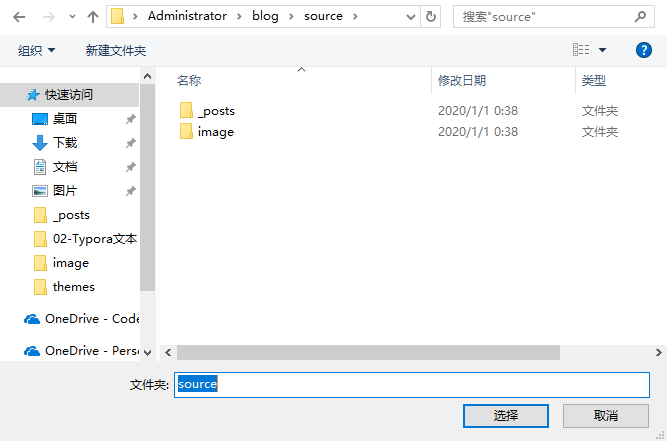 Administrator > blog > source >
搜索"source"
组织
新建文件夹
名称 修改日期 类型
快速访问
桌面
下载
文档
图片
_posts
02-Typora文本
image
themes
OneDrive - Code
OneDrive - Perso
_posts 2020/1/1 0:38 文件夹
image 2020/1/1 0:38 文件夹
文件夹: source
选择 取消